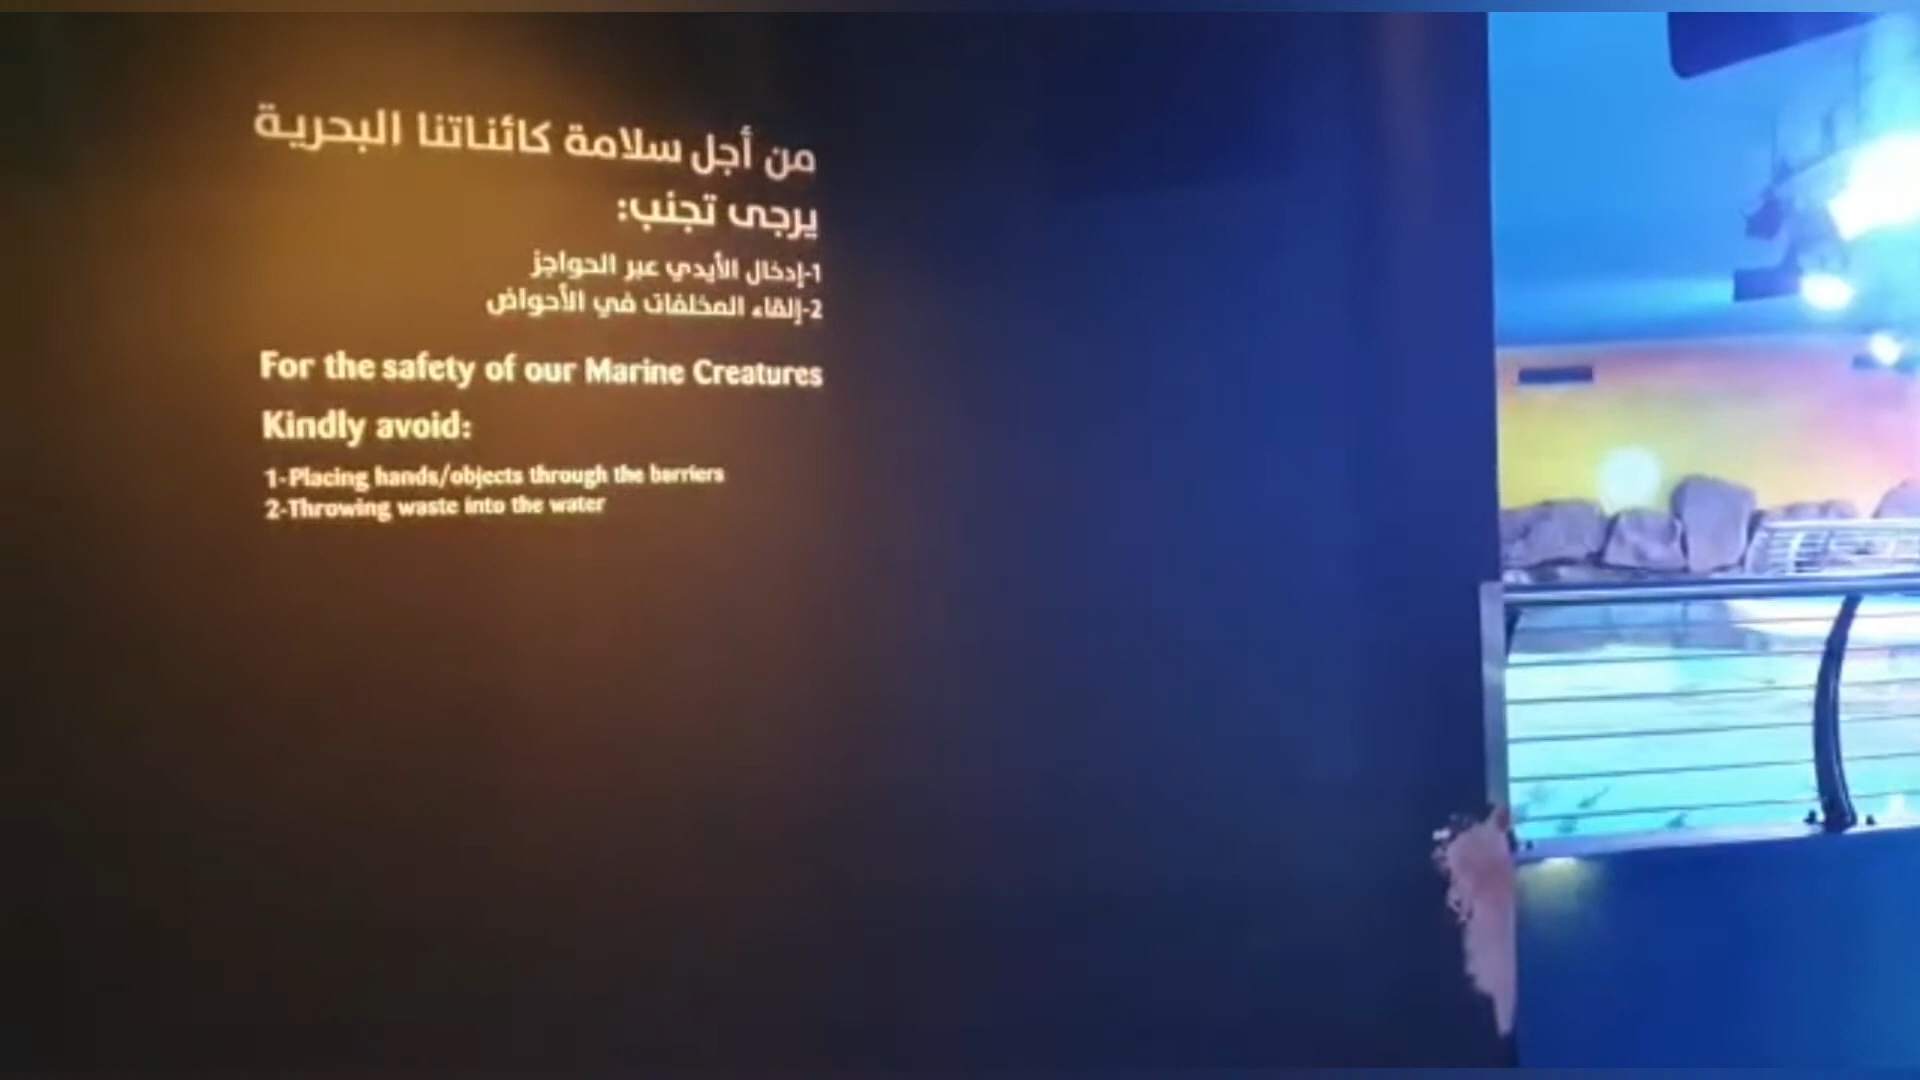 من أجل سلامة كائناتنا البحرية
يرجى تجنب:
1-إدخال الأيدي عبر الحواجز
2-إلقاء المخلفات في الأحواض
For the safety of our Marine Creatures
Kindly avoid:
1-Placing hands/objects through the barriers
2-Throwing waste into the water